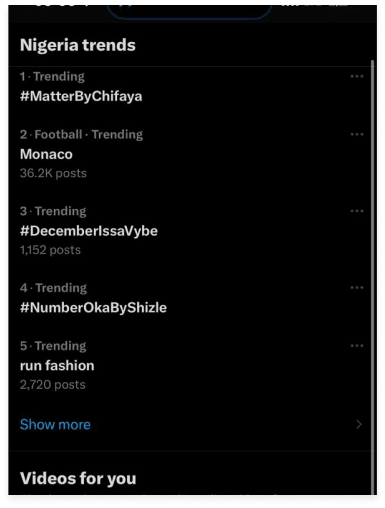 Nigeria trends
1 · Trending
#MatterByChifaya
2 · Football · Trending
Monaco
36.2K posts
3 · Trending
#DecemberIssaVybe
1,152 posts
4 · Trending
#NumberOkaByShizle
5 · Trending
run fashion
2,720 posts
Show more
Videos for you